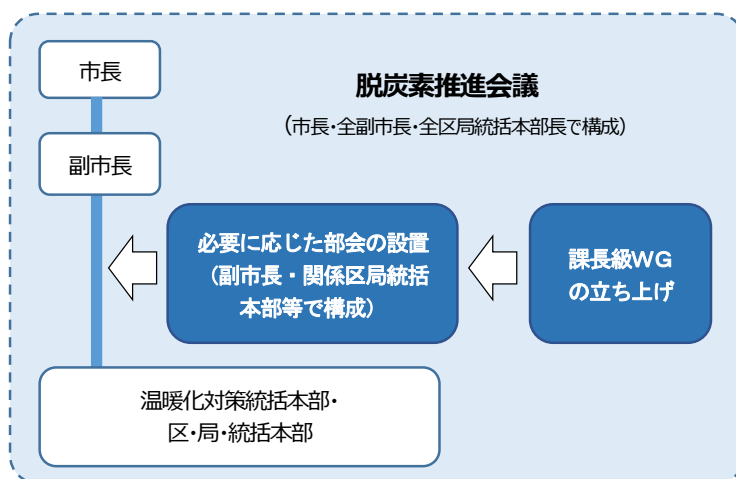 市長
脱炭素推進会議
(市長・全副市長・全区局統括本部長で構成)
副市長
必要に応じた部会の設置
(副市長・関係区局統括
本部等で構成)
課長級WG
の立ち上げ
温暖化対策統括本部・
区・局・統括本部